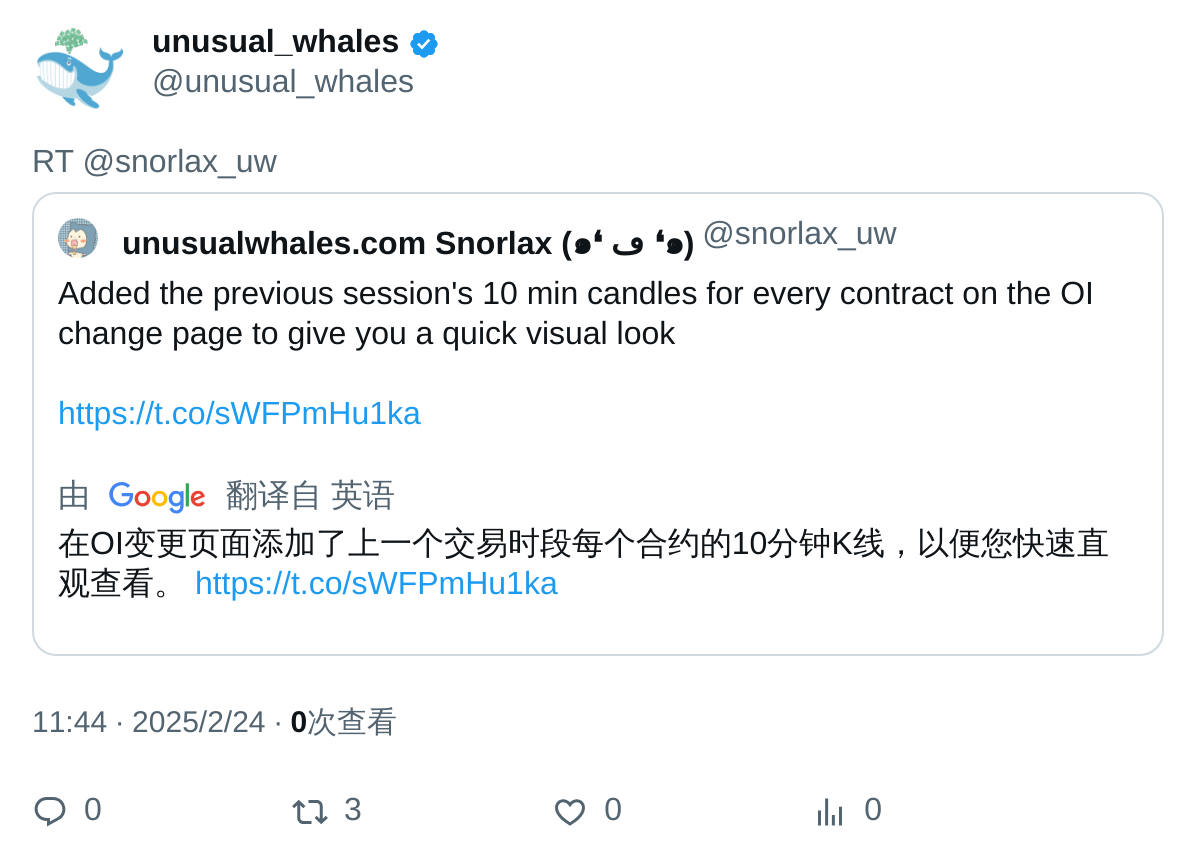 unusual_whales
@unusual_whales
RT @snorlax_uw
unusualwhales.com Snorlax (๑❛ ڡ ❛๑) @snorlax_uw
Added the previous session's 10 min candles for every contract on the OI
change page to give you a quick visual look
https://t.co/sWFPmHu1ka
由 Google 翻译自 英语
在OI变更页面添加了上一个交易时段每个合约的10分钟K线，以便您快速直
观查看。 https://t.co/sWFPmHu1ka
11:44 · 2025/2/24 · 0次查看
0 3 0 0